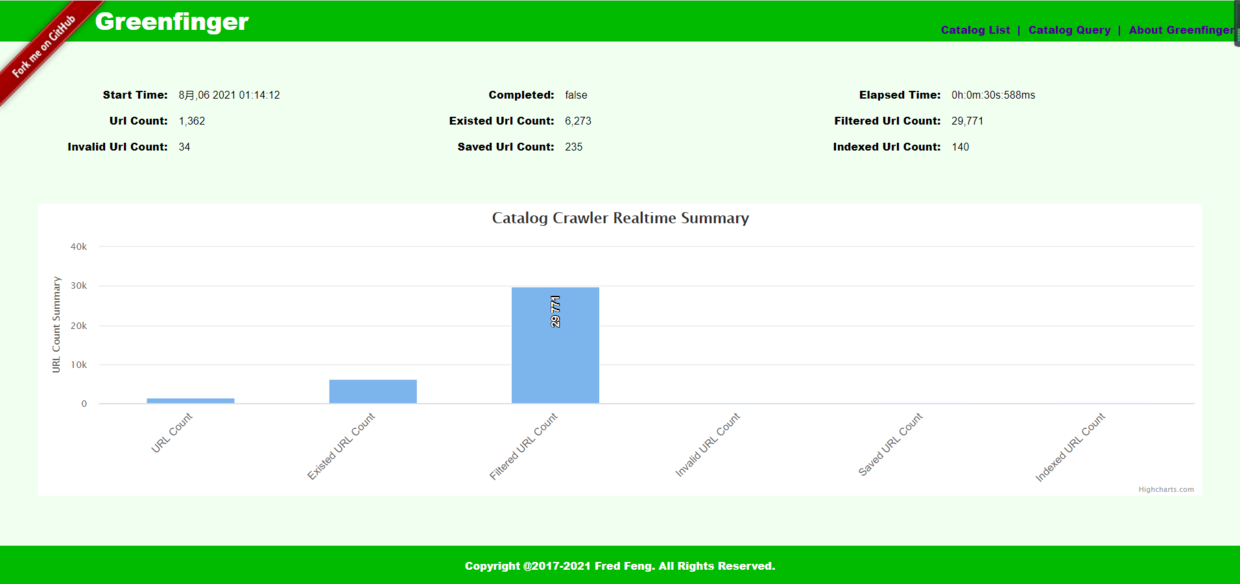 Fork me on GitHub
Greenfinger
Catalog List | Catalog Query | About Greenfinger
Start Time: 8月,06 2021 01:14:12 Completed: false Elapsed Time: 0h:0m:30s:588ms
Url Count: 1,362 Existed Url Count: 6,273 Filtered Url Count: 29,771
Invalid Url Count: 34 Saved Url Count: 235 Indexed Url Count: 140
Catalog Crawler Realtime Summary
URL Count Summary
40k
30k
20k
10k
0
29 771
URL Count
Existed URL Count
Filtered URL Count
Invalid URL Count
Saved URL Count
Indexed URL Count
Highcharts.com
Copyright @2017-2021 Fred Feng. All Rights Reserved.